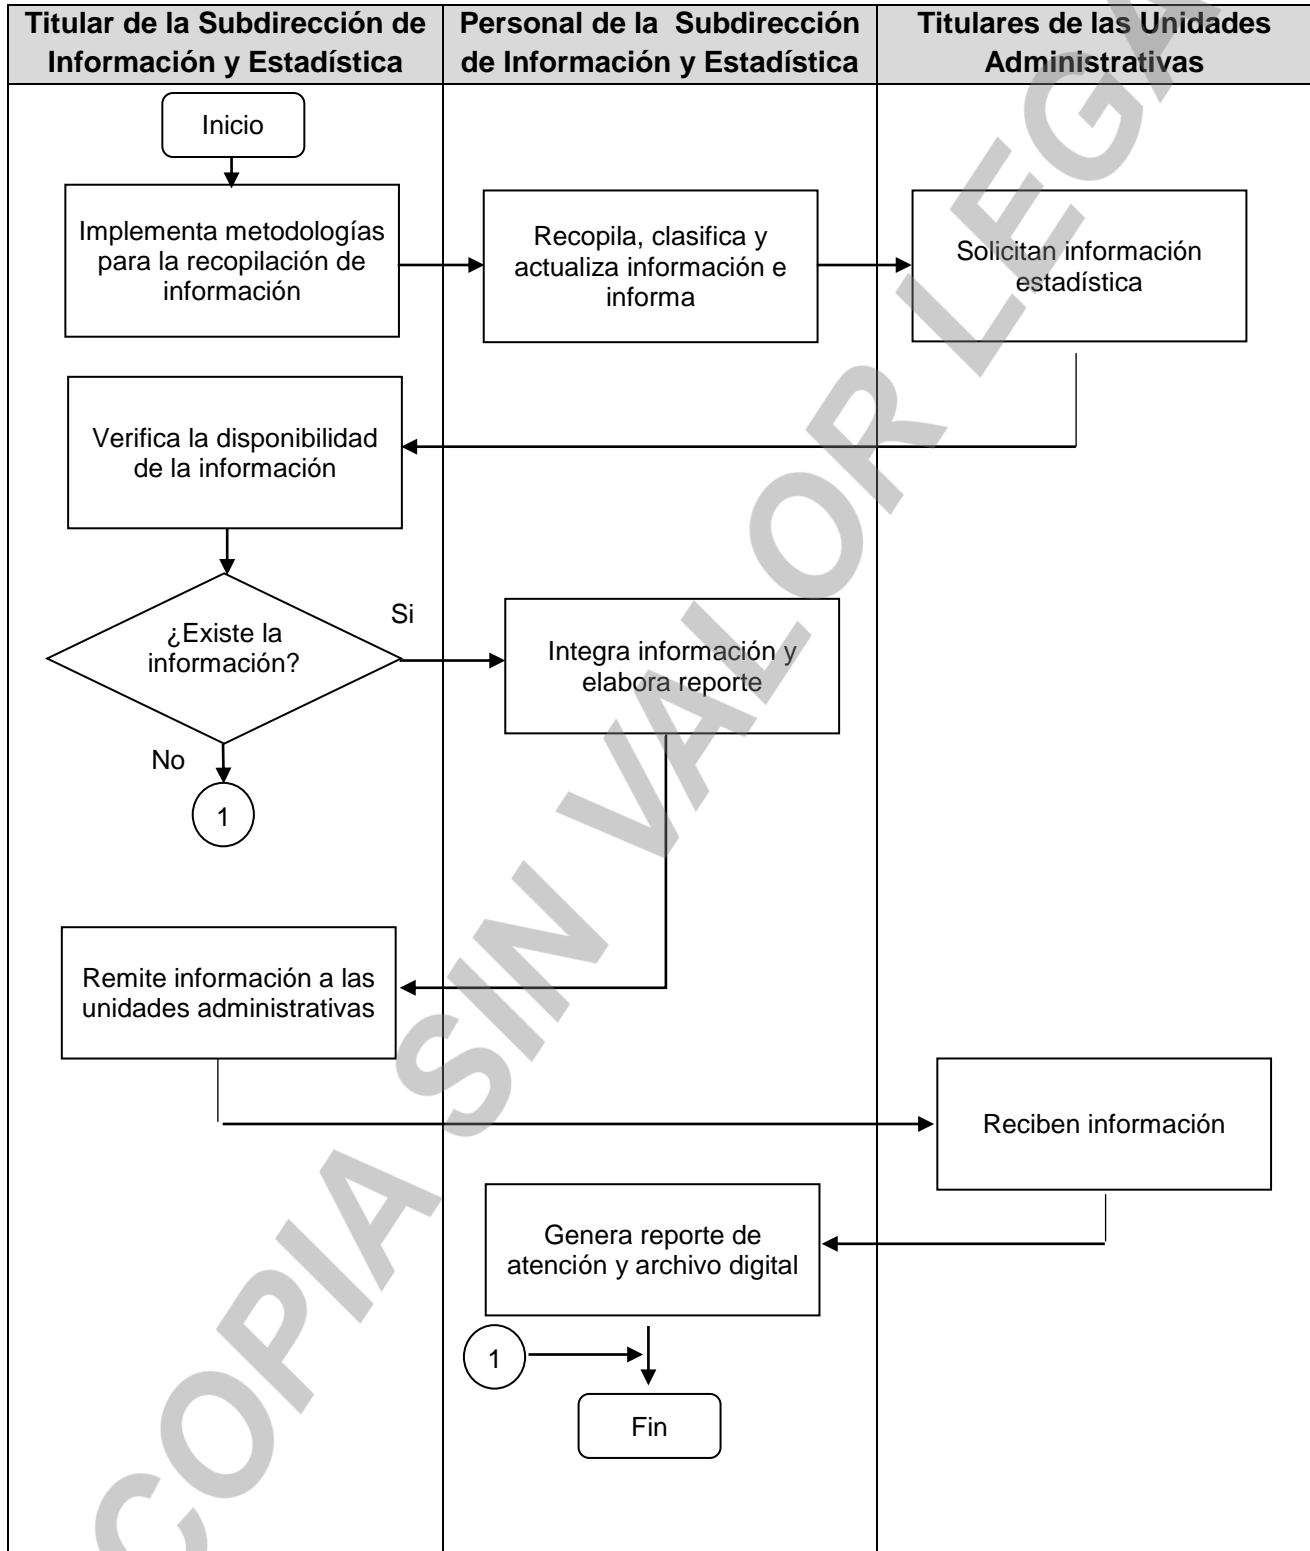 Titular de la Subdirección de
Información y Estadística
Personal de la Subdirección
de Información y Estadística
Titulares de las Unidades
Administrativas
Inicio
Implementa metodologías
para la recopilación de
información
Recopila, clasifica y
actualiza información e
informa
Solicitan información
estadística
Verifica la disponibilidad
de la información
¿Existe la
información?
Si
Integra información y
elabora reporte
No
1
Remite información a las
unidades administrativas
Reciben información
Genera reporte de
atención y archivo digital
1
Fin
COPIA SIN VALOR LEGA